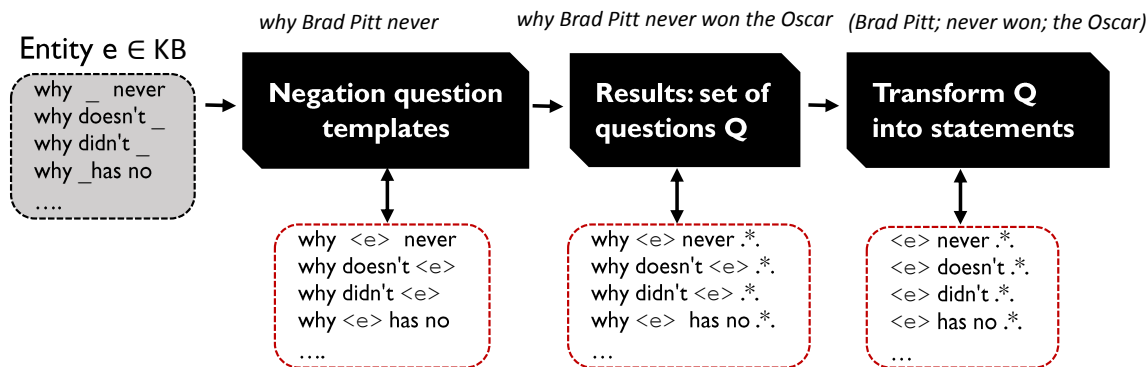 why Brad Pitt never
why Brad Pitt never won the Oscar
(Brad Pitt; never won; the Oscar)
Entity e ∈ KB
why _ never
why doesn't _
why didn't _
why _has no
....
Negation question
templates
Results: set of
questions Q
Transform Q
into statements
why <e> never
why doesn't <e>
why didn't <e>
why <e> has no
....
why <e> never .*.
why doesn't <e> .*.
why didn't <e> .*.
why <e> has no .*.
...
<e> never .*.
<e> doesn't .*.
<e> didn't .*.
<e> has no .*.
...